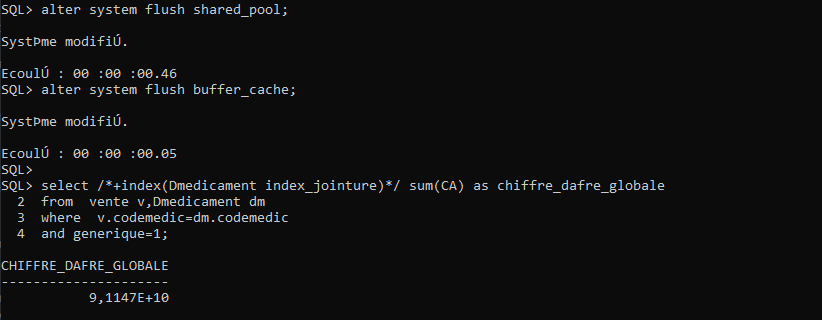 SQL> alter system flush shared_pool;
SystÞme modifiÚ.
EcoulÚ : 00 :00 :00.46
SQL> alter system flush buffer_cache;
SystÞme modifiÚ.
EcoulÚ : 00 :00 :00.05
SQL>
SQL> select /*+index(Dmedicament index_jointure)*/ sum(CA) as chiffre_dafre_globale
2 from  vente v,Dmedicament dm
3 where  v.codemedic=dm.codemedic
4 and generique=1;
CHIFFRE_DAFRE_GLOBALE
---------------------
9,1147E+10